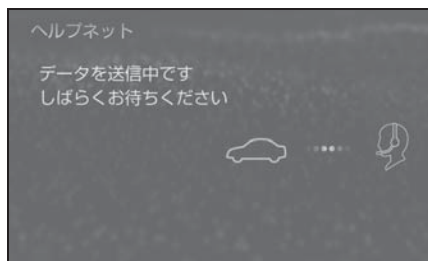 ヘルプネット
データを送信中です
しばらくお待ちください